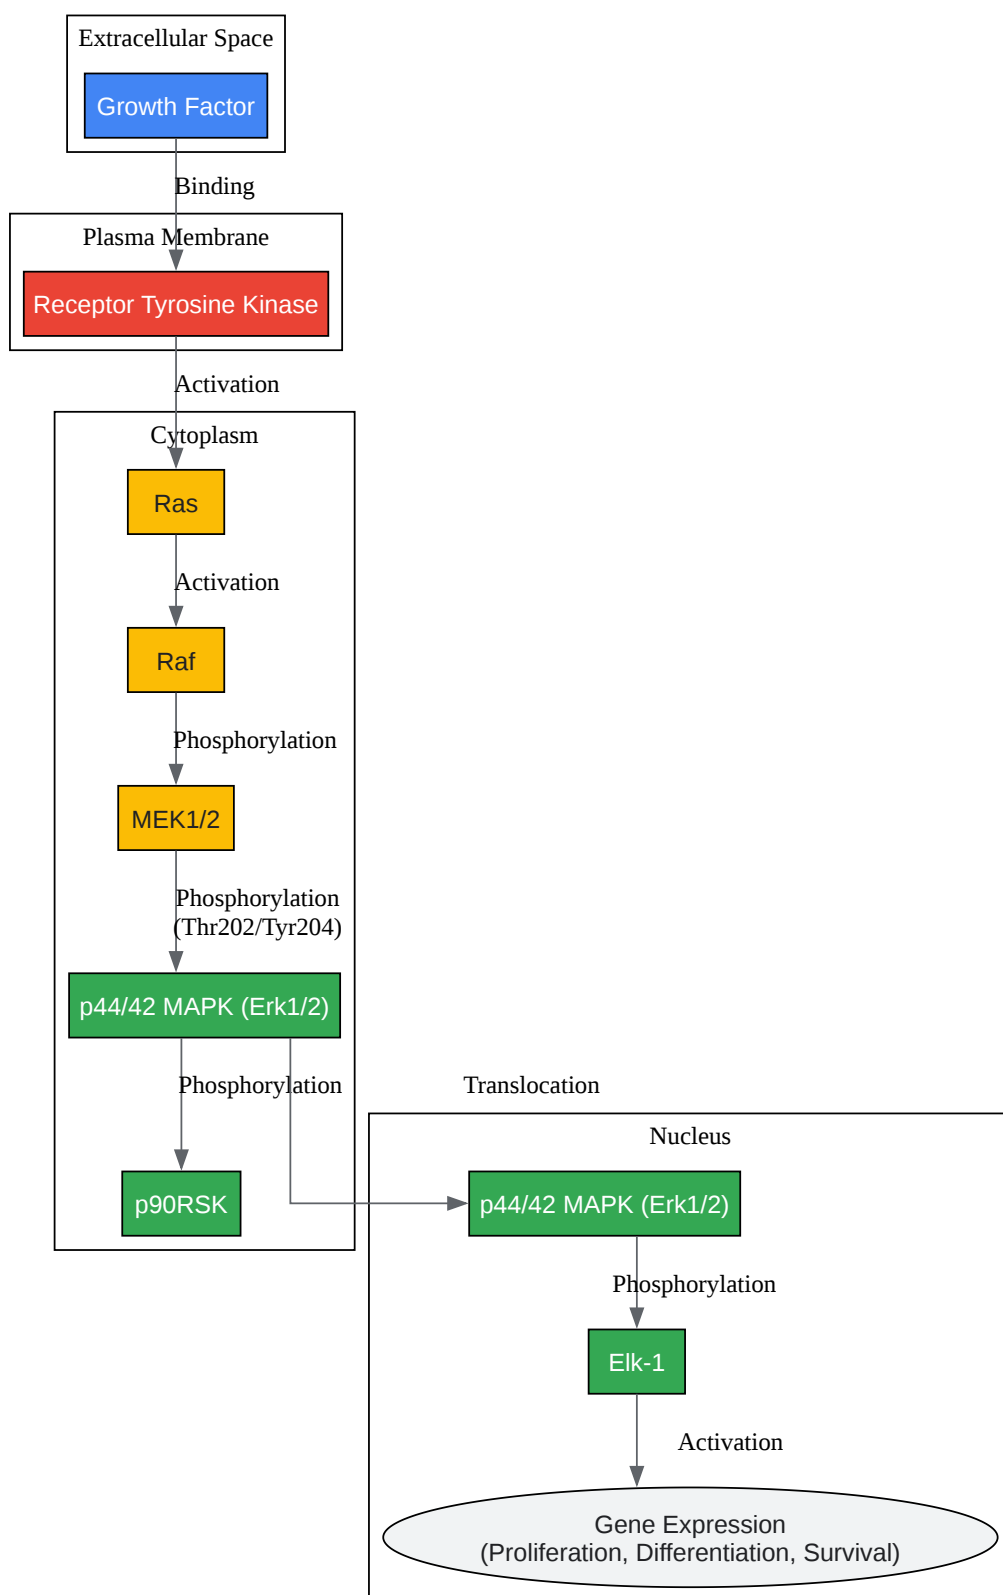 Extracellular Space
Growth Factor
Binding
Plasma Membrane
Receptor Tyrosine Kinase
Activation
Cytoplasm
Ras
Activation
Raf
Phosphorylation
MEK1/2
Phosphorylation
(Thr202/Tyr204)
p44/42 MAPK (Erk1/2)
Phosphorylation
Translocation
Nucleus
p90RSK
p44/42 MAPK (Erk1/2)
Phosphorylation
Elk-1
Activation
Gene Expression
(Proliferation, Differentiation, Survival)